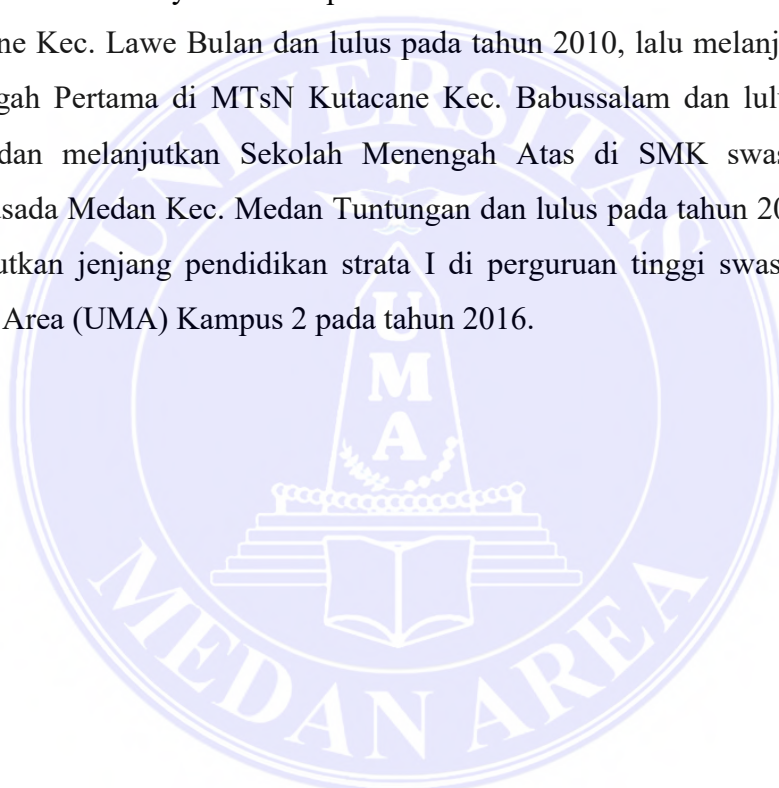 ne Kec. Lawe Bulan dan lulus pada tahun 2010, lalu melanj
gah Pertama di MTsN Kutacane Kec. Babussalam dan lul
dan melanjutkan Sekolah Menengah Atas di SMK swas
sada Medan Kec. Medan Tuntungan dan lulus pada tahun 20
utkan jenjang pendidikan strata I di perguruan tinggi swas
Area (UMA) Kampus 2 pada tahun 2016.
UNIVERSITAS
U
M
A
MEDAN AREA